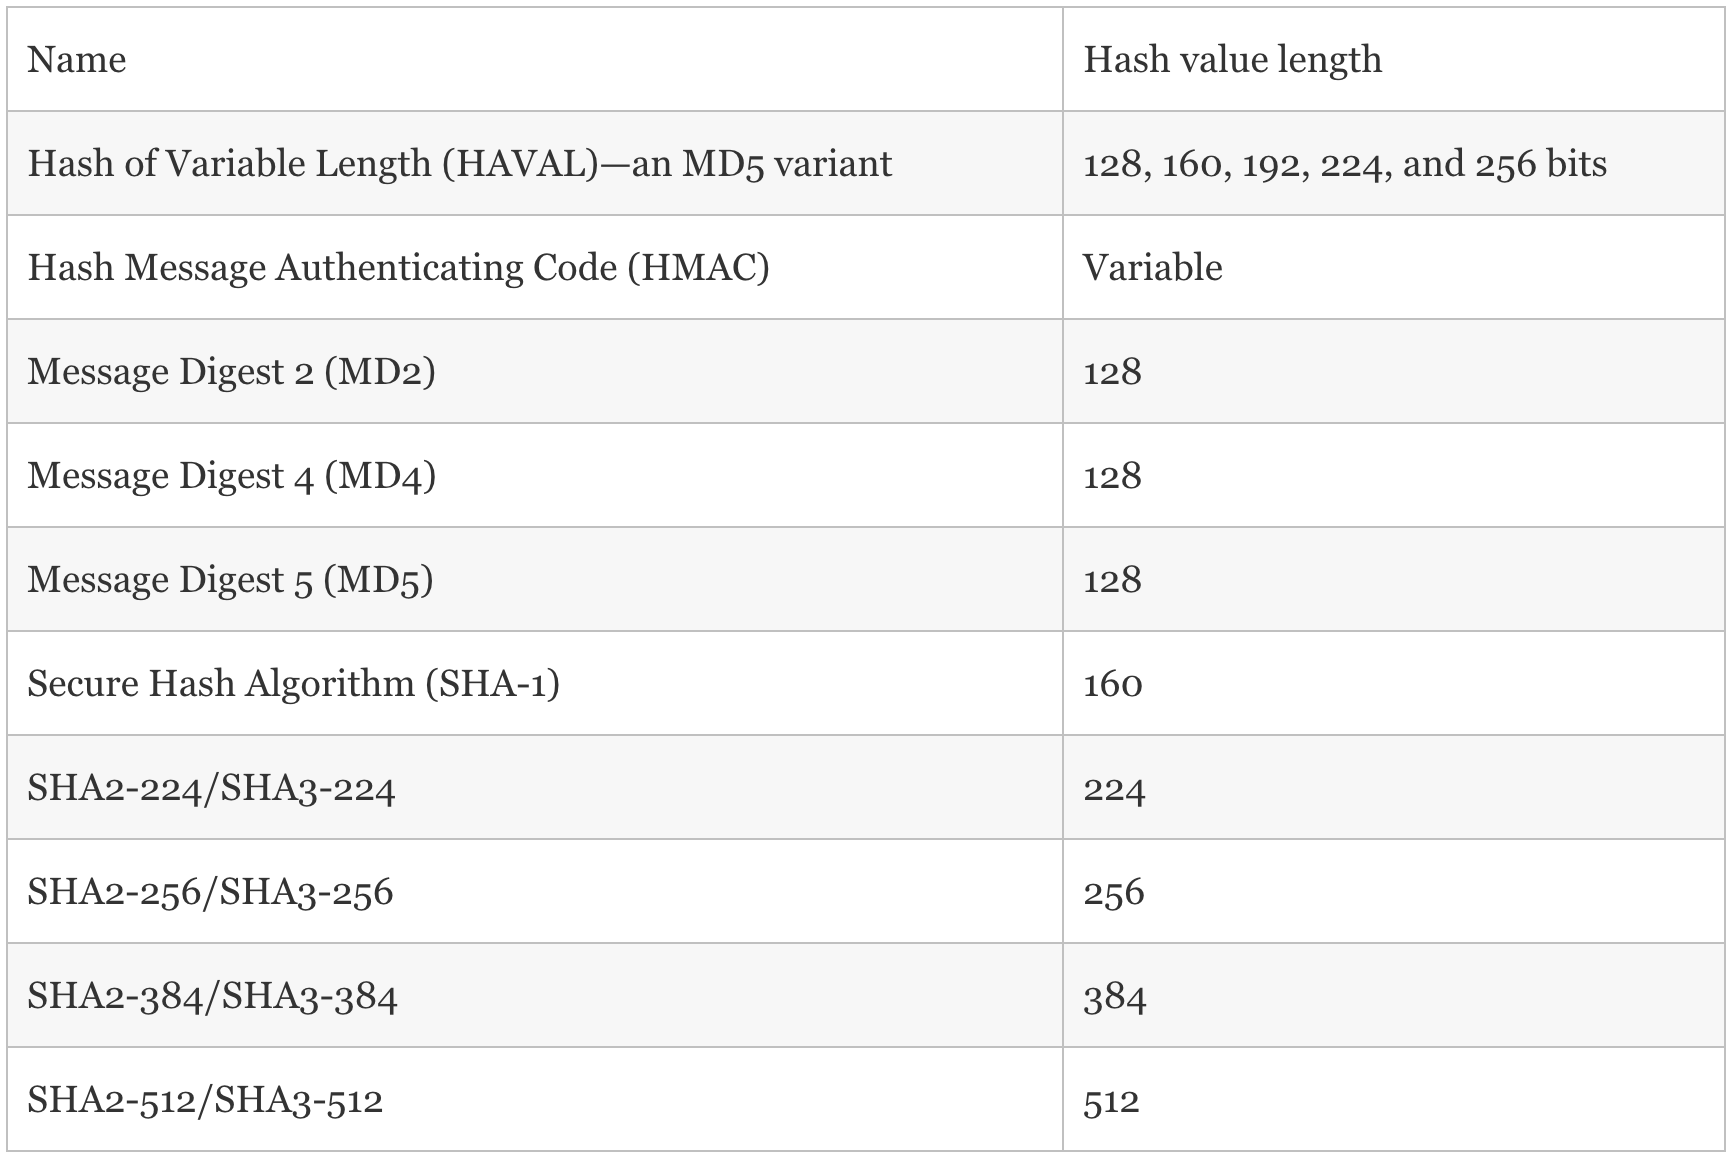 Name Hash value length
Hash of Variable Length (HAVAL)—an MD5 variant 128, 160, 192, 224, and 256 bits
Hash Message Authenticating Code (HMAC) Variable
Message Digest 2 (MD2) 128
Message Digest 4 (MD4) 128
Message Digest 5 (MD5) 128
Secure Hash Algorithm (SHA-1) 160
SHA2-224/SHA3-224 224
SHA2-256/SHA3-256 256
SHA2-384/SHA3-384 384
SHA2-512/SHA3-512 512